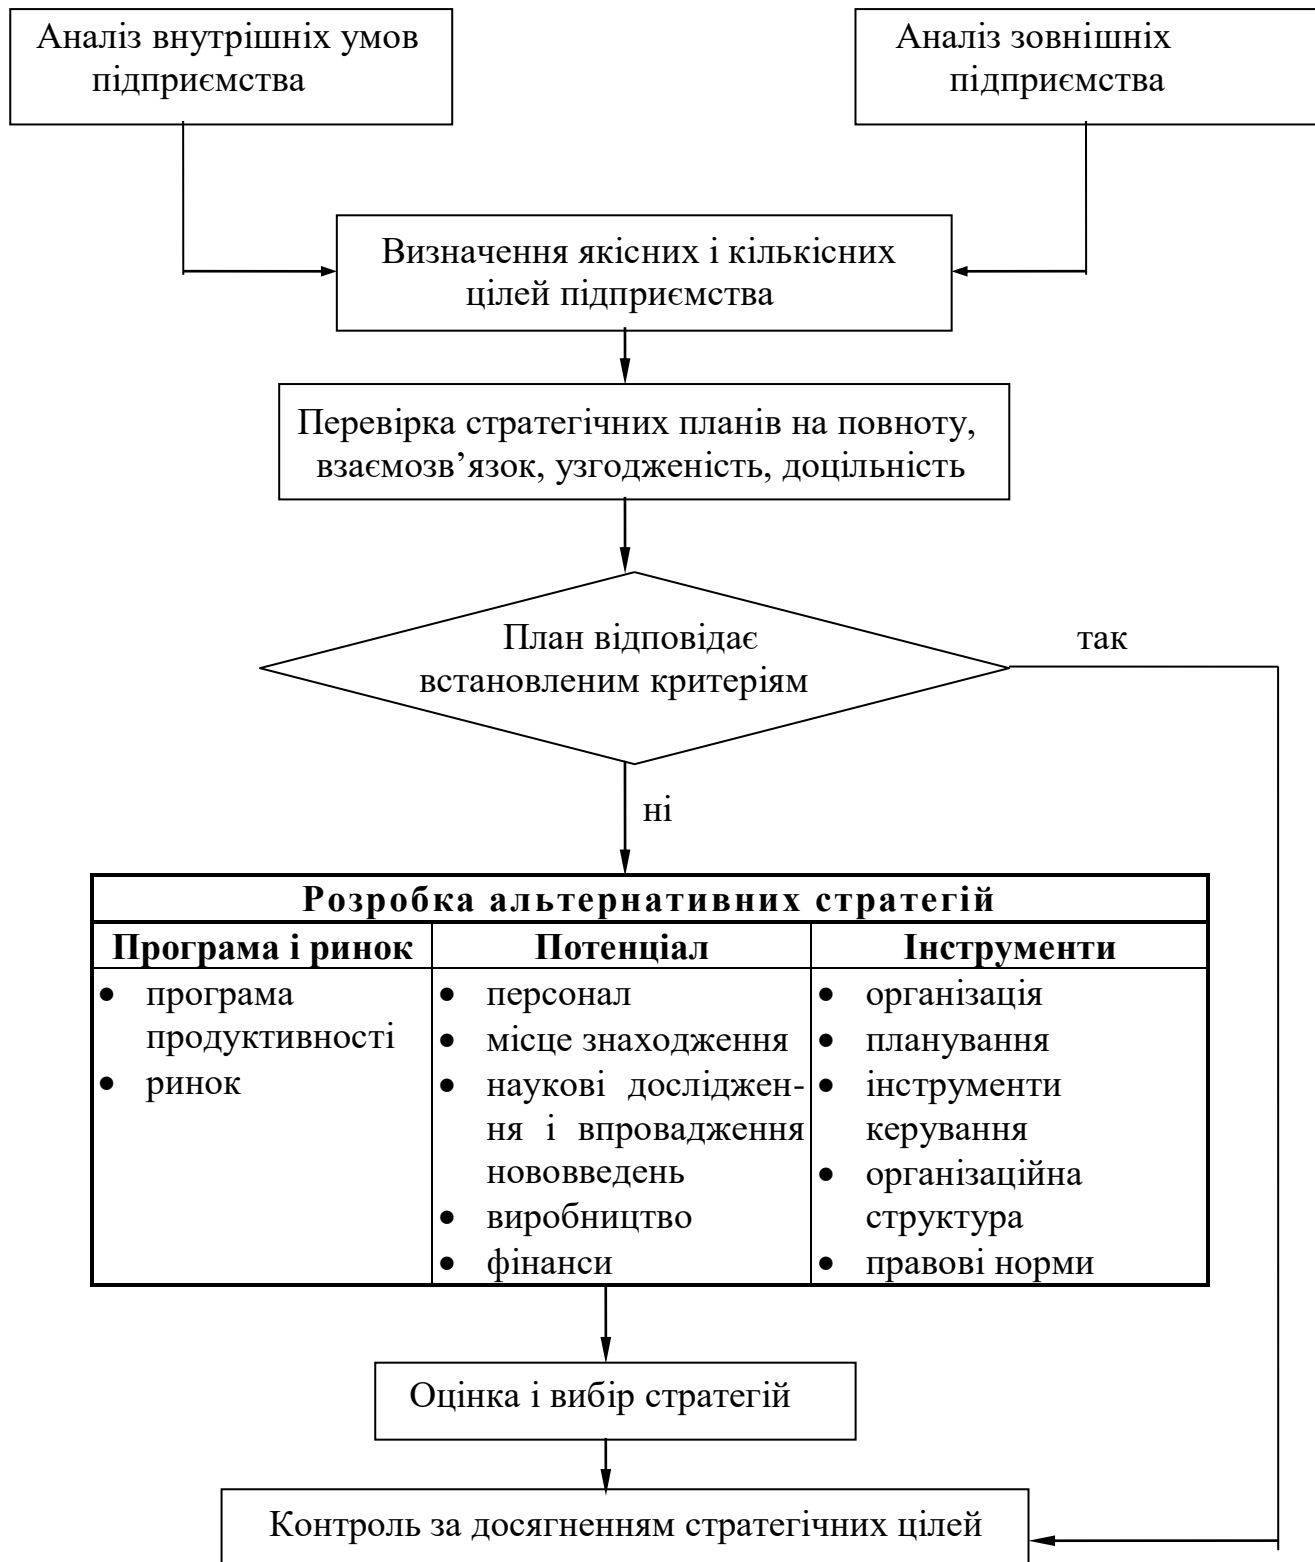 Аналіз внутрішніх умов
підприємства
Аналіз зовнішніх
підприємства
Визначення якісних і кількісних
цілей підприємства
Перевірка стратегічних планів на повноту,
взаємозв’язок, узгодженість, доцільність
План відповідає
встановленим критеріям
так
ні
Розробка альтернативних стратегій
Програма і ринок
• програма
продуктивності
• ринок
Потенціал
• персонал
• місце знаходження
• наукові дослідження-
ня і впровадження
нововведень
• виробництво
• фінанси
Інструменти
• організація
• планування
• інструменти
керування
• організаційна
структура
• правові норми
Оцінка і вибір стратегій
Контроль за досягненням стратегічних цілей